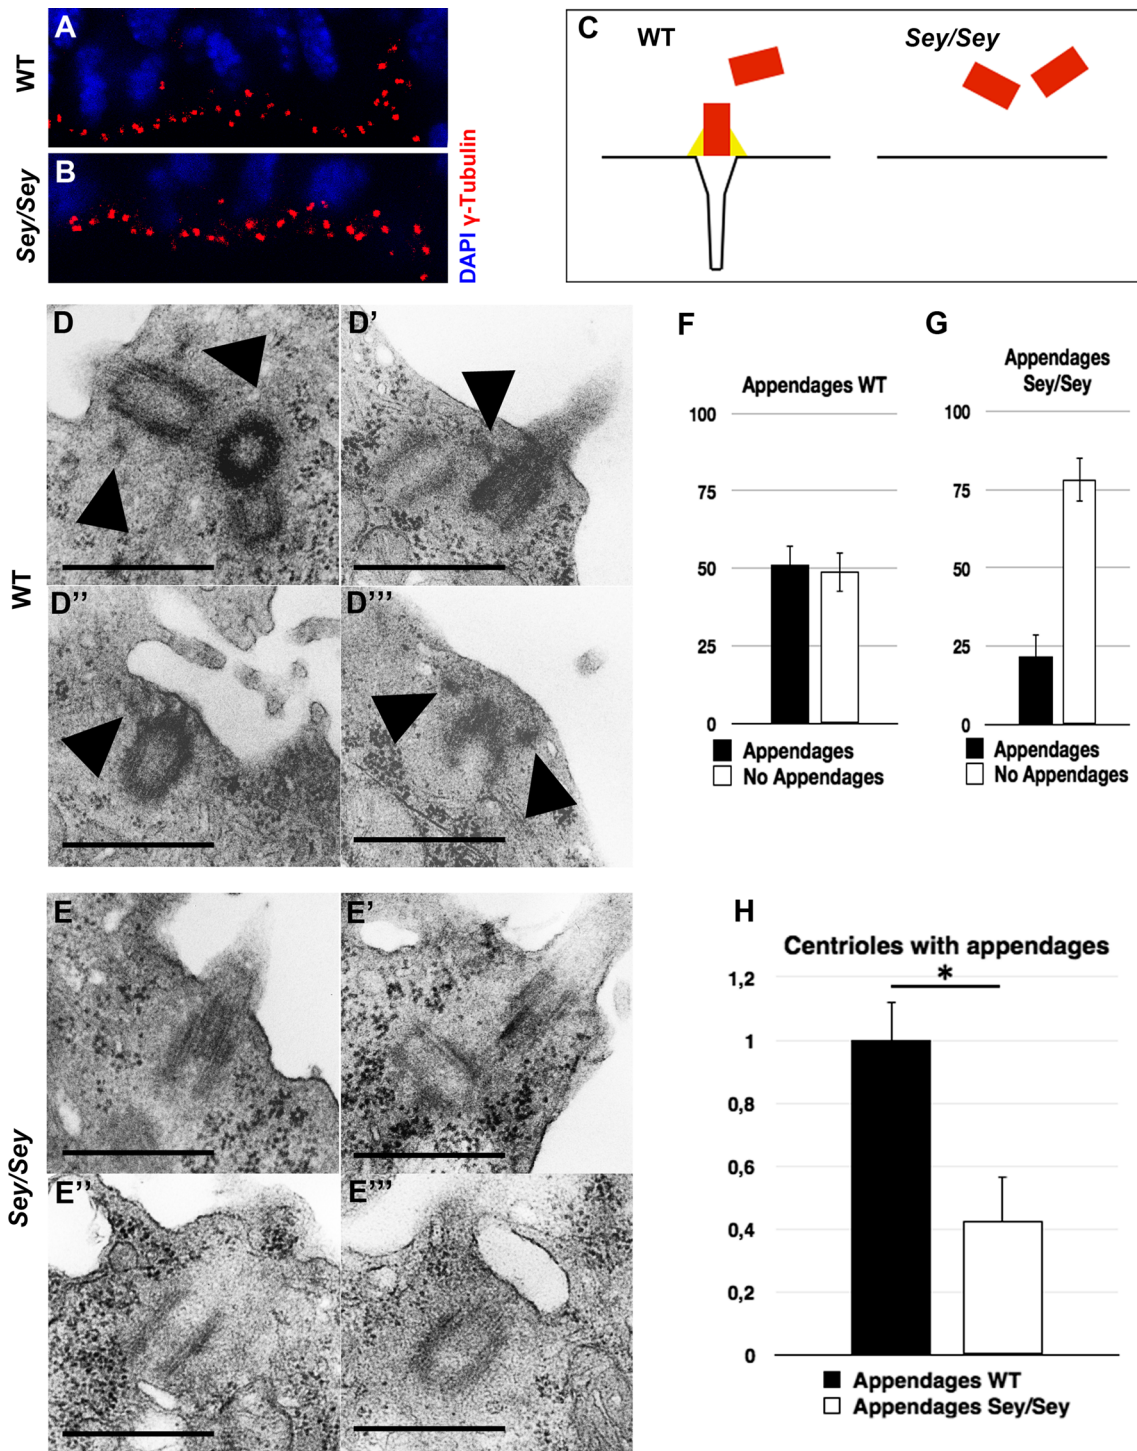 A
WT
B
Sey/Sey
DAPI γ-Tubulin
C
WT
Sey/Sey
D
D'
WT
D''
D'''
F
Appendages WT
100
75
50
25
0
Appendages
No Appendages
G
Appendages
Sey/Sey
100
75
50
25
0
Appendages
No Appendages
E
E'
Sey/Sey
E''
E'''
H
Centrioles with appendages
*
1,2
1
0,8
0,6
0,4
0,2
0
Appendages WT
Appendages Sey/Sey